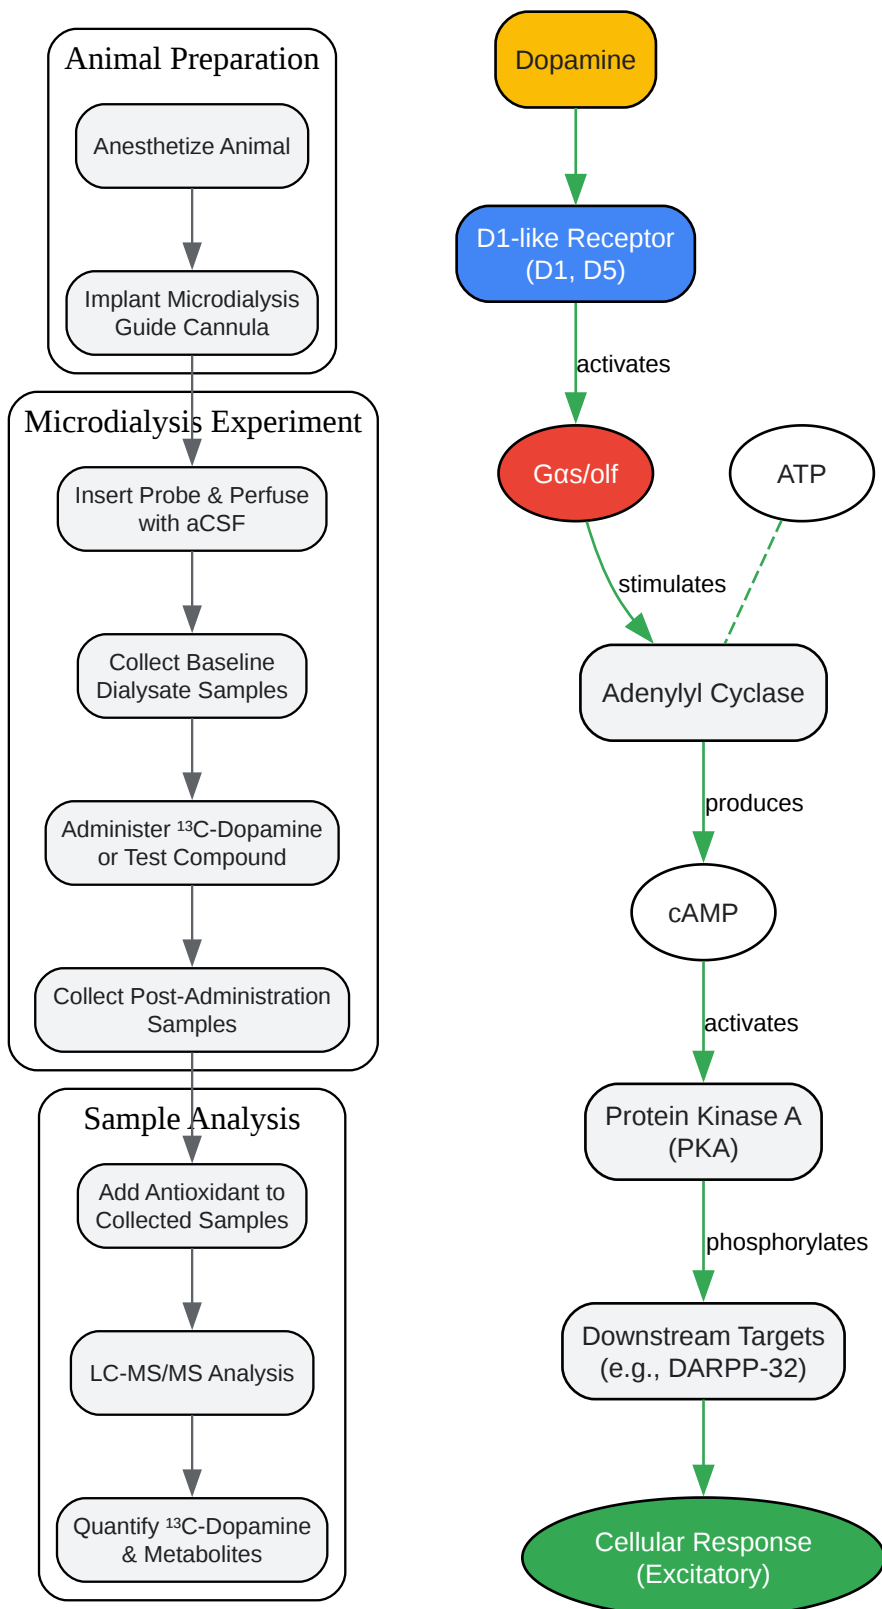 Animal Preparation
Anesthetize Animal
Implant Microdialysis
Guide Cannula
Microdialysis Experiment
Insert Probe & Perfuse
with aCSF
Collect Baseline
Dialysate Samples
Administer ¹³C-Dopamine
or Test Compound
Collect Post-Administration
Samples
Sample Analysis
Add Antioxidant to
Collected Samples
LC-MS/MS Analysis
Quantify ¹³C-Dopamine
& Metabolites
Dopamine
D1-like Receptor
(D1, D5)
activates
Gαs/olf
ATP
stimulates
Adenylyl Cyclase
produces
cAMP
activates
Protein Kinase A
(PKA)
phosphorylates
Downstream Targets
(e.g., DARPP-32)
Cellular Response
(Excitatory)